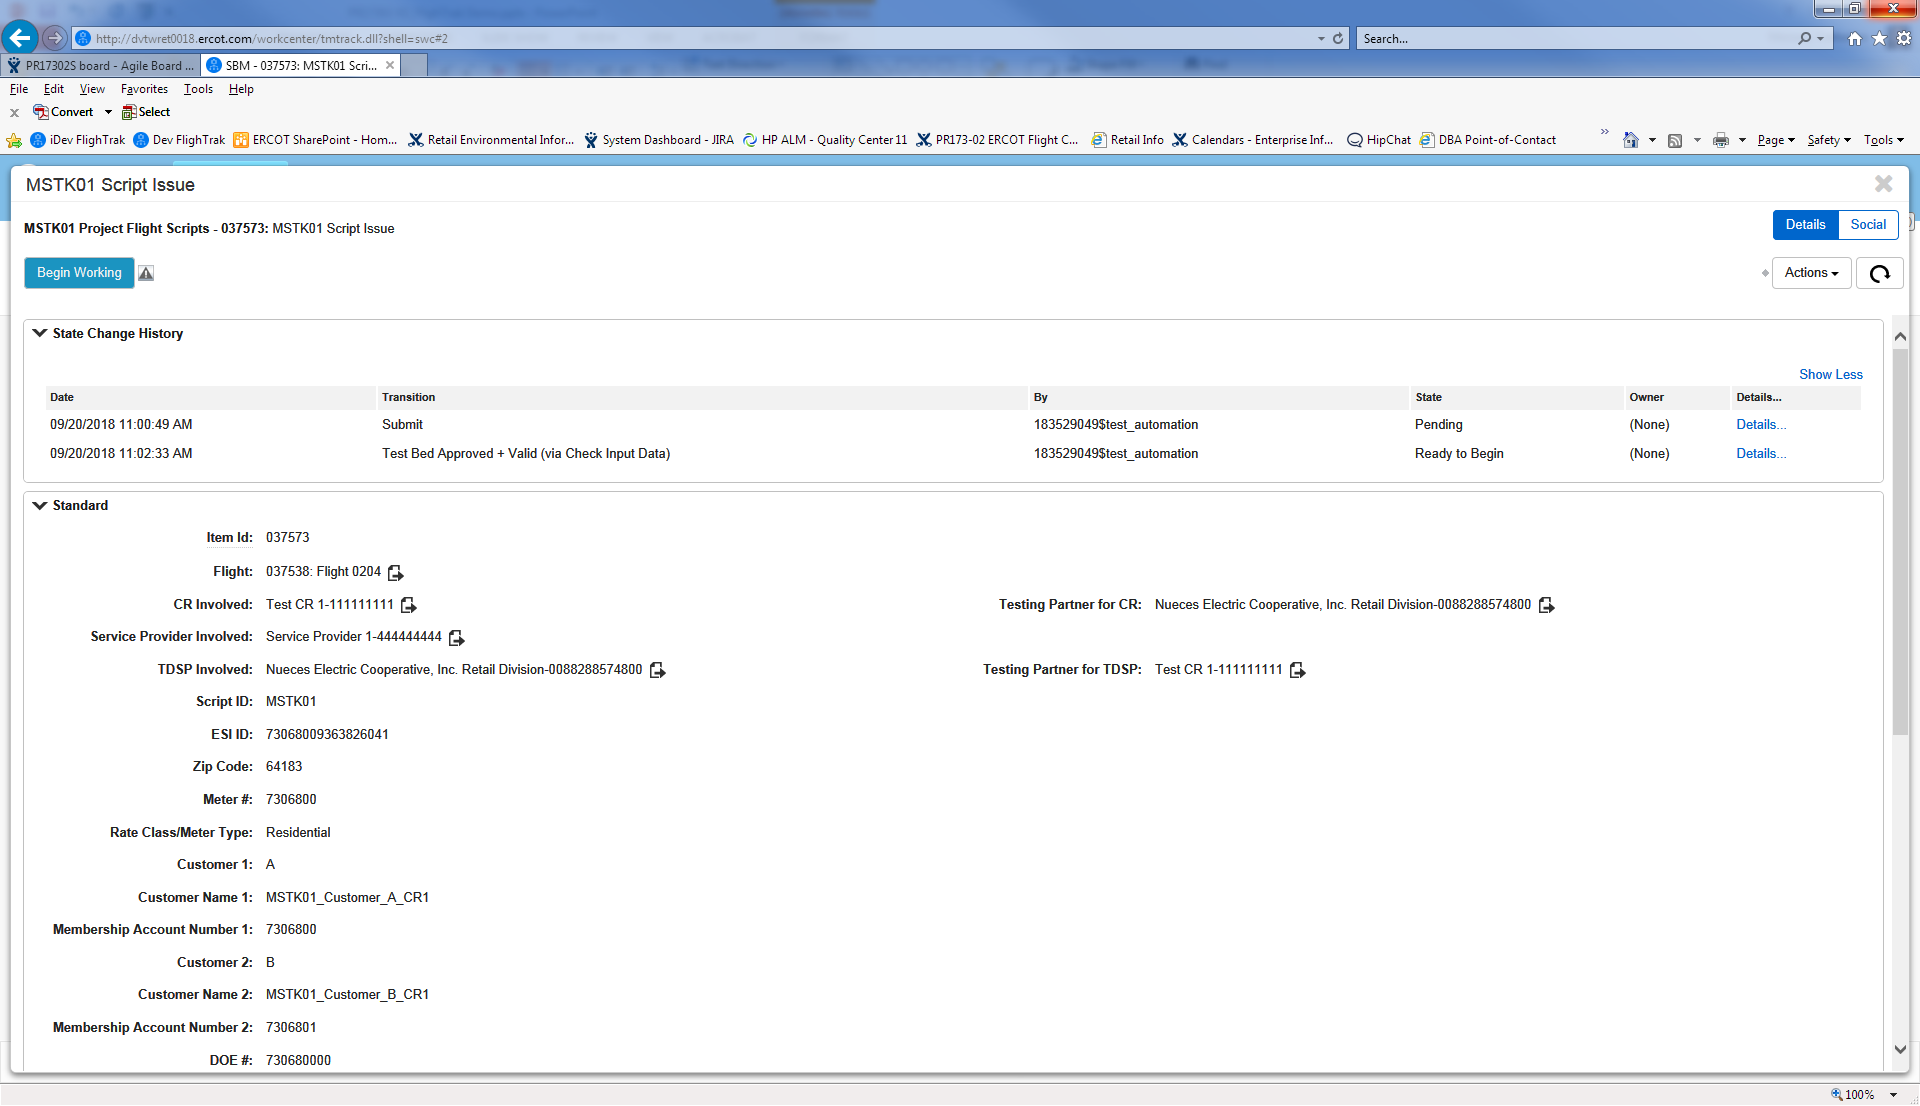 http://dvtwret0018.ercot.com/workcenter/tmtrack.dll?shell=swc#2
Search...
PR17302S board - Agile Board ...
SBM - 037573: MSTK01 Scri...
File Edit View Favorites Tools Help
x Convert Select
iDev FlighTrak Dev FlighTrak ERCOT SharePoint - Hom... Retail Environmental Infor... System Dashboard - JIRA HP ALM - Quality Center 11 PR173-02 ERCOT Flight C... Retail Info Calendars - Enterprise Inf... HipChat DBA Point-of-Contact » Page Safety Tools
MSTK01 Script Issue
MSTK01 Project Flight Scripts - 037573: MSTK01 Script Issue
Details Social
Begin Working
Actions
State Change History
Show Less
Date Transition By State Owner Details...
09/20/2018 11:00:49 AM Submit 183529049$test_automation Pending (None) Details...
09/20/2018 11:02:33 AM Test Bed Approved + Valid (via Check Input Data) 183529049$test_automation Ready to Begin (None) Details...
Standard
Item Id: 037573
Flight: 037538: Flight 0204
CR Involved: Test CR 1-111111111 Testing Partner for CR: Nueces Electric Cooperative, Inc. Retail Division-0088288574800
Service Provider Involved: Service Provider 1-444444444
TDSP Involved: Nueces Electric Cooperative, Inc. Retail Division-0088288574800 Testing Partner for TDSP: Test CR 1-111111111
Script ID: MSTK01
ESI ID: 73068009363826041
Zip Code: 64183
Meter #: 7306800
Rate Class/Meter Type: Residential
Customer 1: A
Customer Name 1: MSTK01_Customer_A_CR1
Membership Account Number 1: 7306800
Customer 2: B
Customer Name 2: MSTK01_Customer_B_CR1
Membership Account Number 2: 7306801
DOE #: 730680000
100%